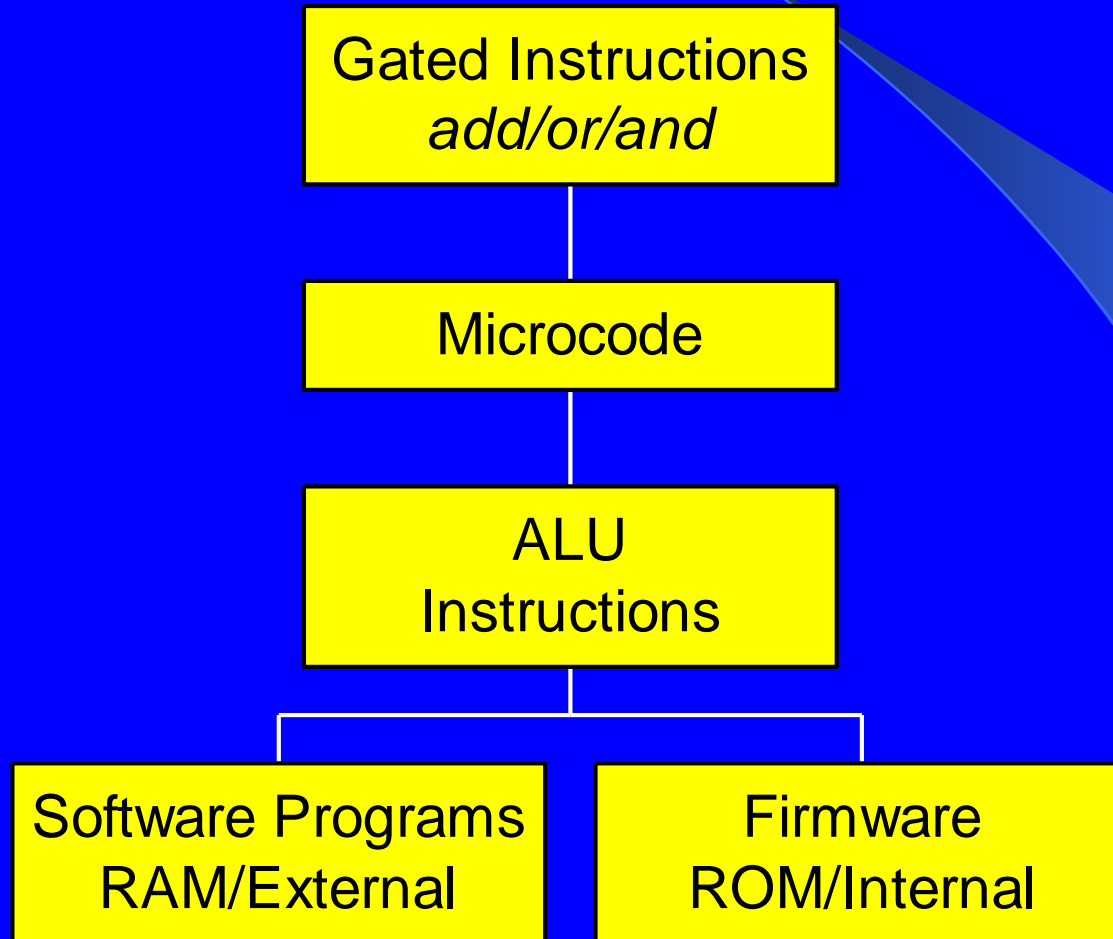 Gated Instructions
add/or/and
Microcode
ALU
Instructions
Software Programs
RAM/External
Firmware
ROM/Internal